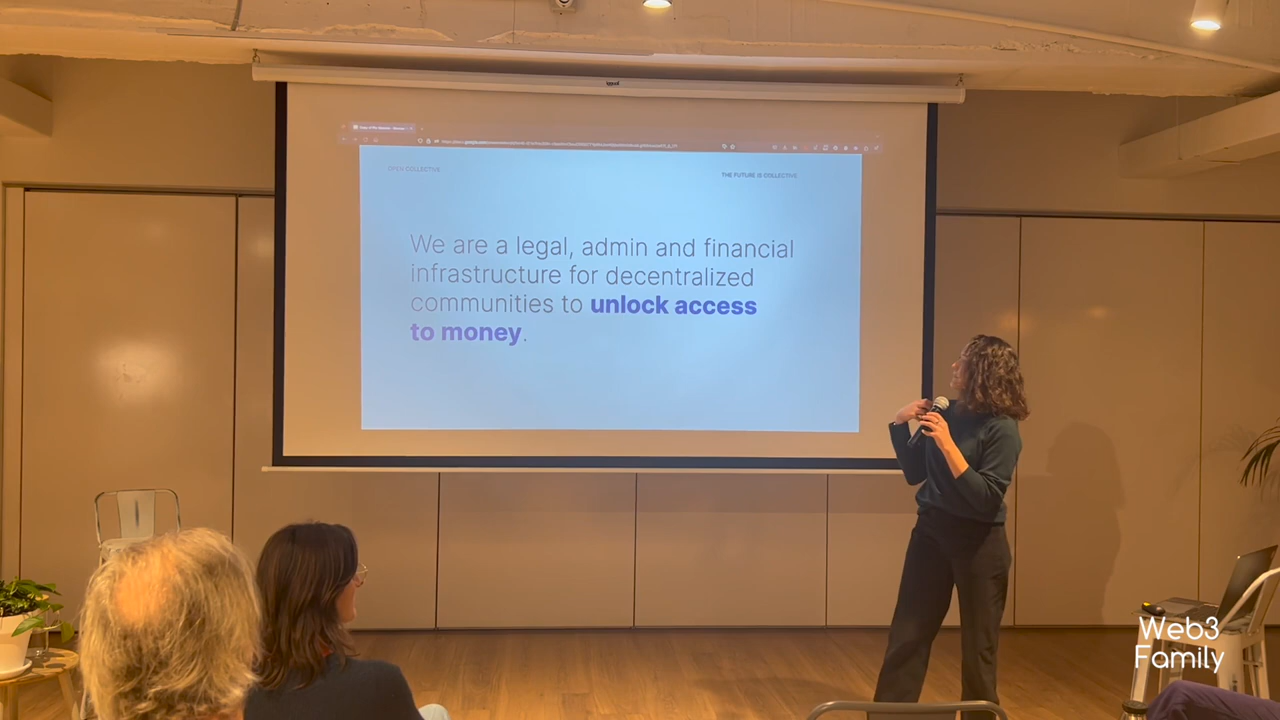 OPEN COLLECTIVE
THE FUTURE IS COLLECTIVE
We are a legal, admin and financial
infrastructure for decentralized
communities to unlock access
to money.
Web3
Family